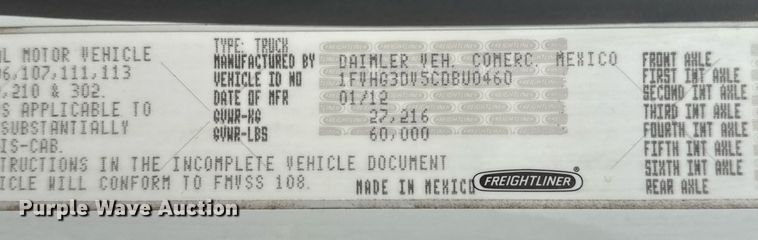 L MOTOR VEHICLE
06,107,111,113
,210 & 302.
S APPLICABLE TO
SUBSTANTIALLY
IS-CAB.
TRUCTIONS IN THE INCOMPLETE VEHICLE DOCUMENT
ICLE WILL CONFORM TO FMVSS 108.
TYPE: TRUCK
MANUFACTURED BY DAIMLER VEH. COMERC. MEXICO
VEHICLE ID NO 1FVHG3DV5CDBU0460
DATE OF MFR 01/12
GVWR-KG 27,216
GVWR-LBS 60,000
MADE IN MEXICO FREIGHTLINER
FRONT AXLE
FIRST INT AXLE
SECOND INT AXLE
THIRD INT AXLE
FOURTH INT AXLE
FIFTH INT AXLE
SIXTH INT AXLE
REAR AXLE
Purple Wave Auction